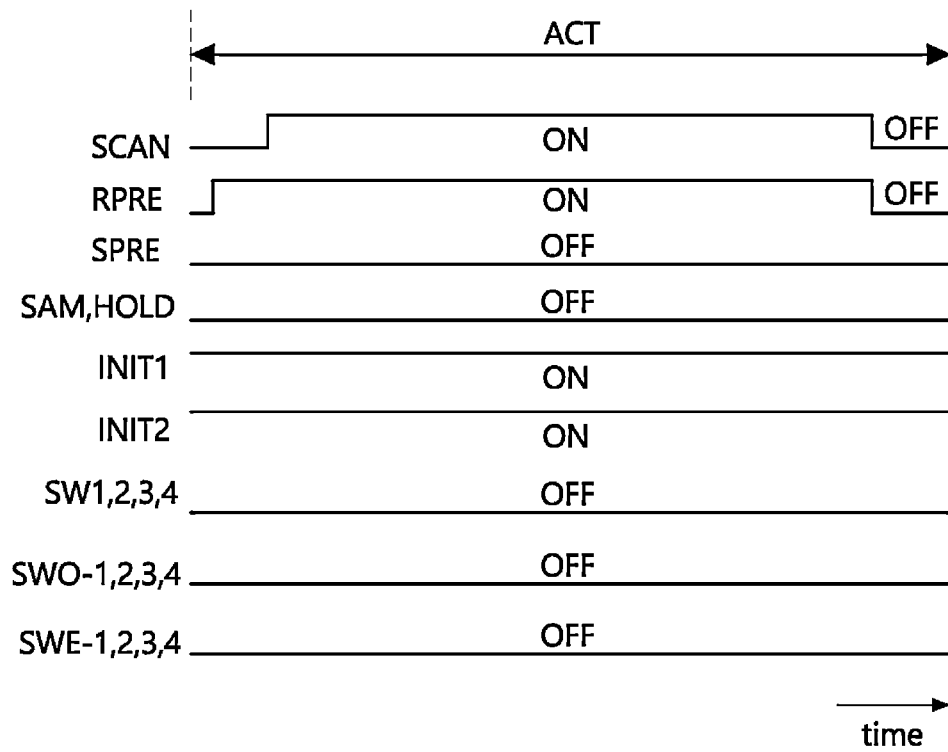 ACT
SCAN ON OFF
RPRE ON OFF
SPRE OFF
SAM,HOLD OFF
INIT1 ON
INIT2 ON
SW1,2,3,4 OFF
SWO-1,2,3,4 OFF
SWE-1,2,3,4 OFF
time